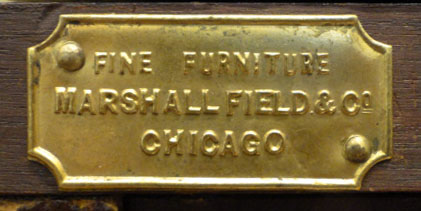 FINE FURNITURE
MARSHALL FIELD & Co
CHICAGO